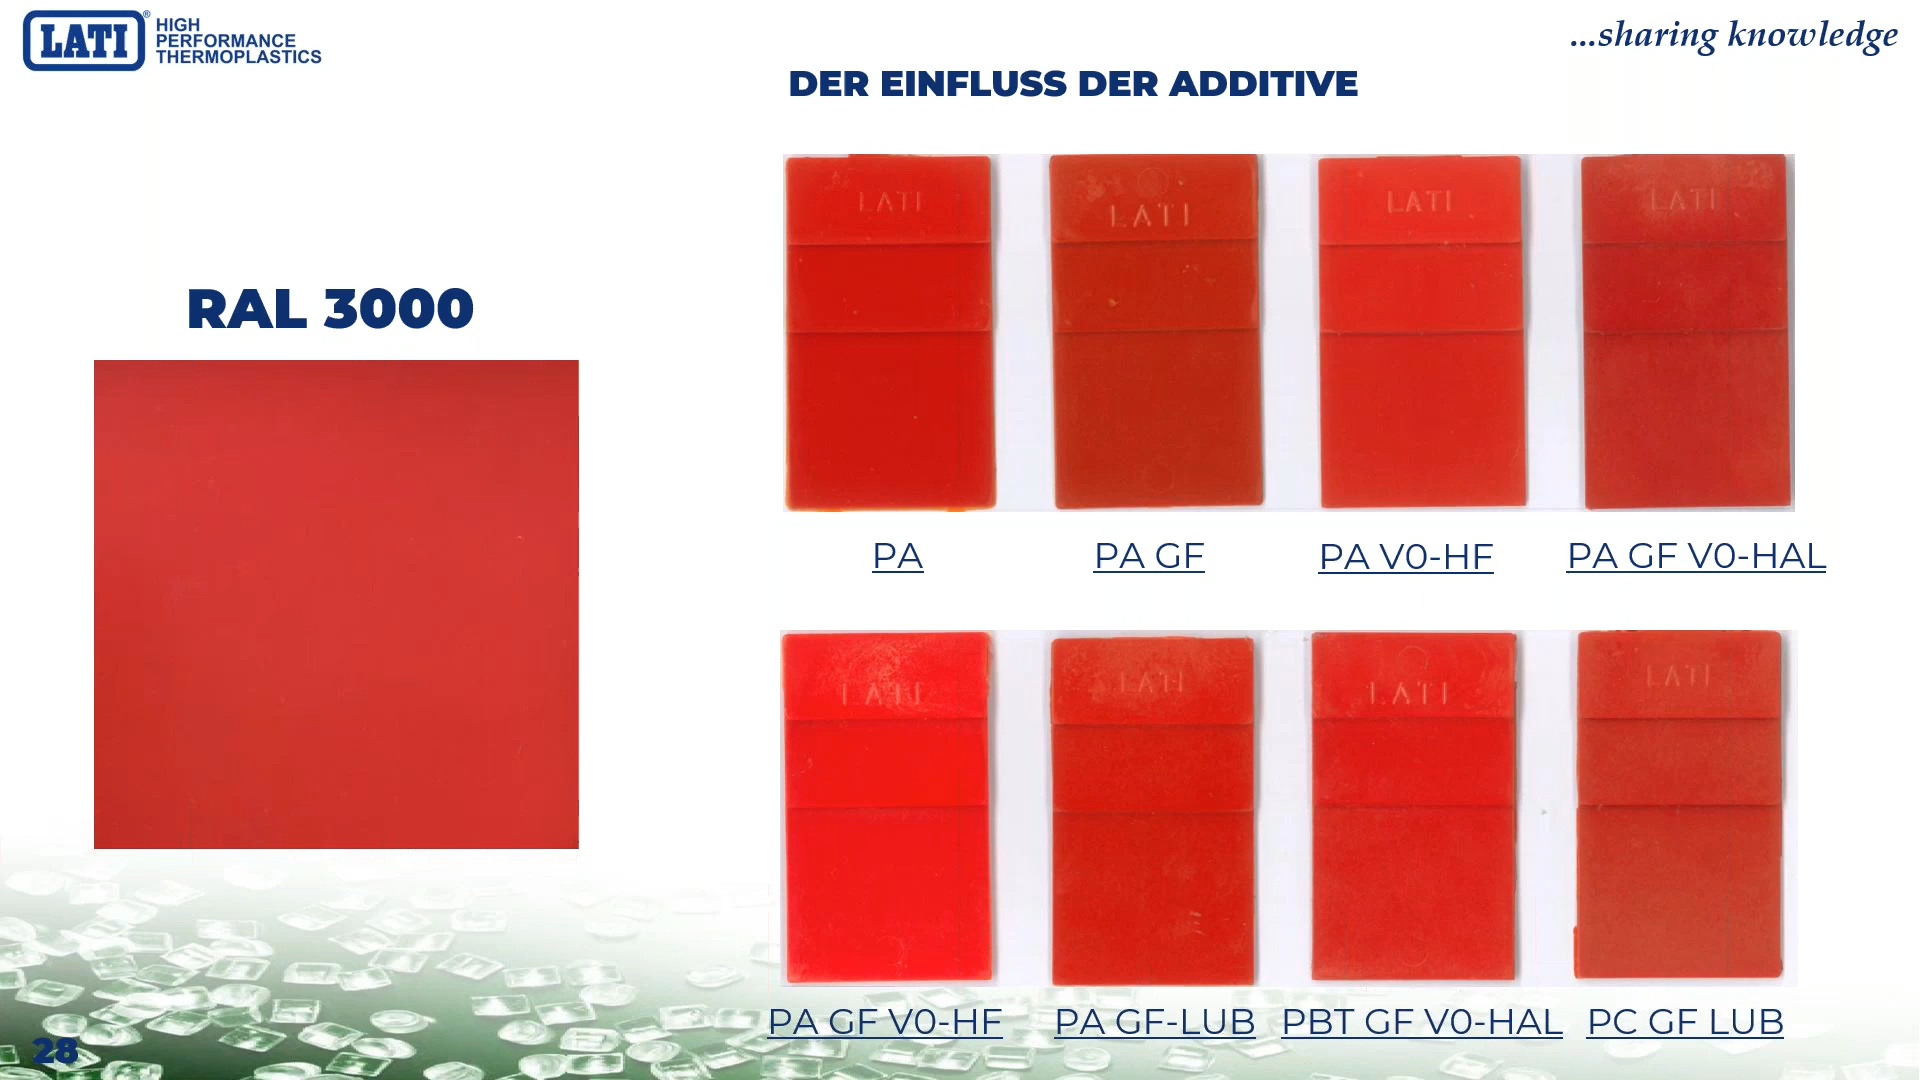 LATI®
HIGH
PERFORMANCE
THERMOPLASTICS
...sharing knowledge
DER EINFLUSS DER ADDITIVE
RAL 3000
LATI
LATI
LATI
LATI
PA
PA GF
PA V0-HF
PA GF V0-HAL
LATI
LATI
LATI
LATI
PA GF V0-HF
PA GF-LUB
PBT GF V0-HAL
PC GF LUB
28